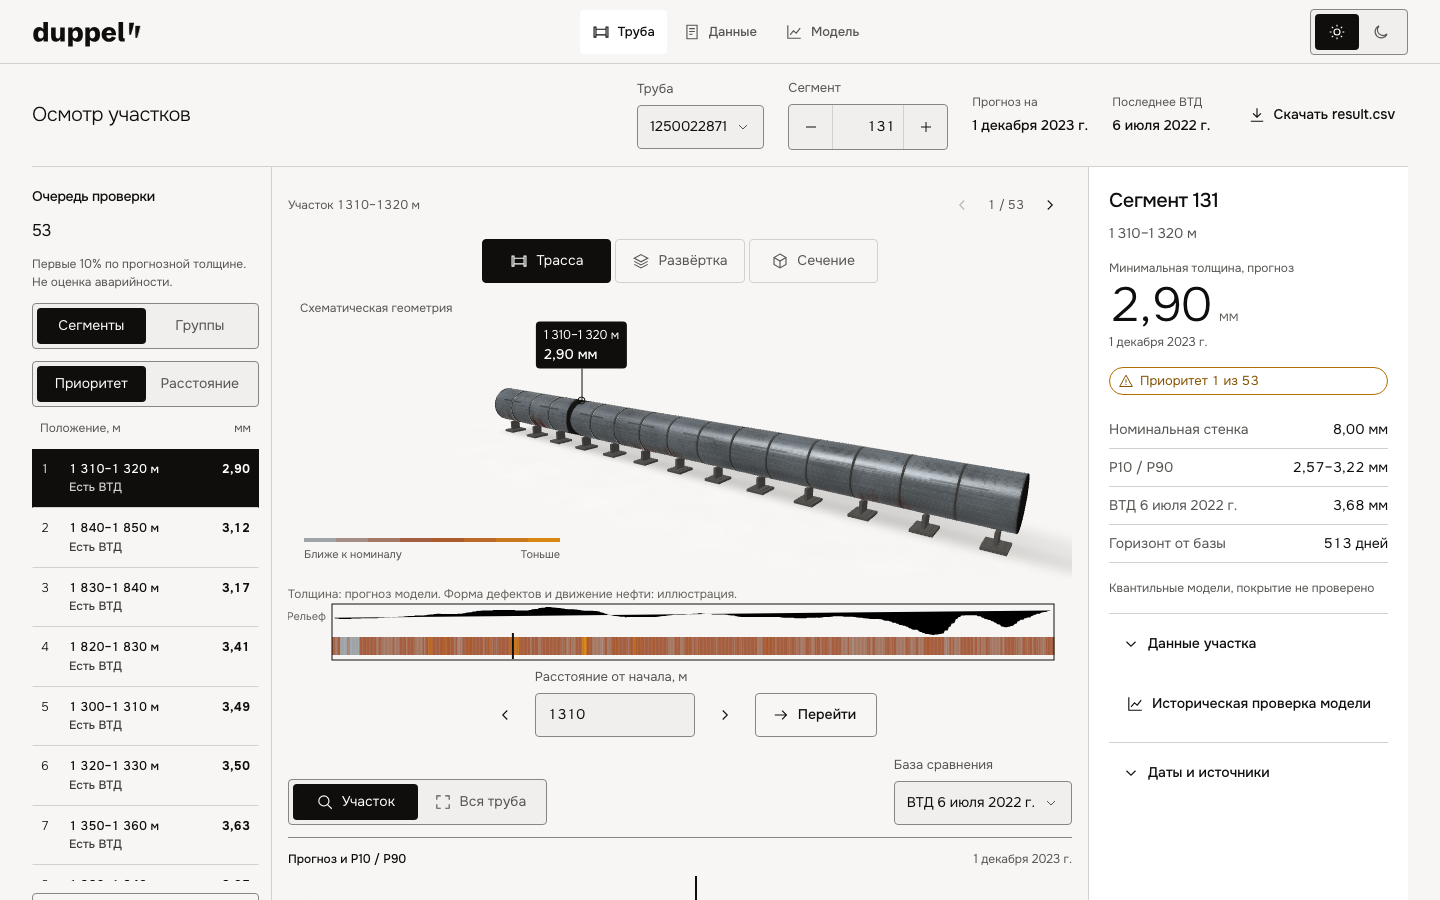 duppel
Труба
Данные
Модель
Осмотр участков
Труба
1250022871
Сегмент
131
Прогноз на
1 декабря 2023 г.
Последнее ВТД
6 июля 2022 г.
Скачать result.csv
Очередь проверки
53
Первые 10% по прогнозной толщине.
Не оценка аварийности.
Сегменты
Группы
Приоритет
Расстояние
Положение, м
мм
1 1 310–1 320 м 2,90
Есть ВТД
2 1 840–1 850 м 3,12
Есть ВТД
3 1 830–1 840 м 3,17
Есть ВТД
4 1 820–1 830 м 3,41
Есть ВТД
5 1 300–1 310 м 3,49
Есть ВТД
6 1 320–1 330 м 3,50
Есть ВТД
7 1 350–1 360 м 3,63
Есть ВТД
Участок 1310–1320 м
1 / 53
Трасса
Развёртка
Сечение
Схематическая геометрия
1 310–1 320 м
2,90 мм
Ближе к номиналу
Тоньше
Толщина: прогноз модели. Форма дефектов и движение нефти: иллюстрация.
Рельеф
Расстояние от начала, м
1310
Перейти
Участок
Вся труба
База сравнения
ВТД 6 июля 2022 г.
Прогноз и P10 / P90
1 декабря 2023 г.
Сегмент 131
1 310–1 320 м
Минимальная толщина, прогноз
2,90 мм
1 декабря 2023 г.
Приоритет 1 из 53
Номинальная стенка 8,00 мм
P10 / P90 2,57–3,22 мм
ВТД 6 июля 2022 г. 3,68 мм
Горизонт от базы 513 дней
Квантильные модели, покрытие не проверено
Данные участка
Историческая проверка модели
Даты и источники